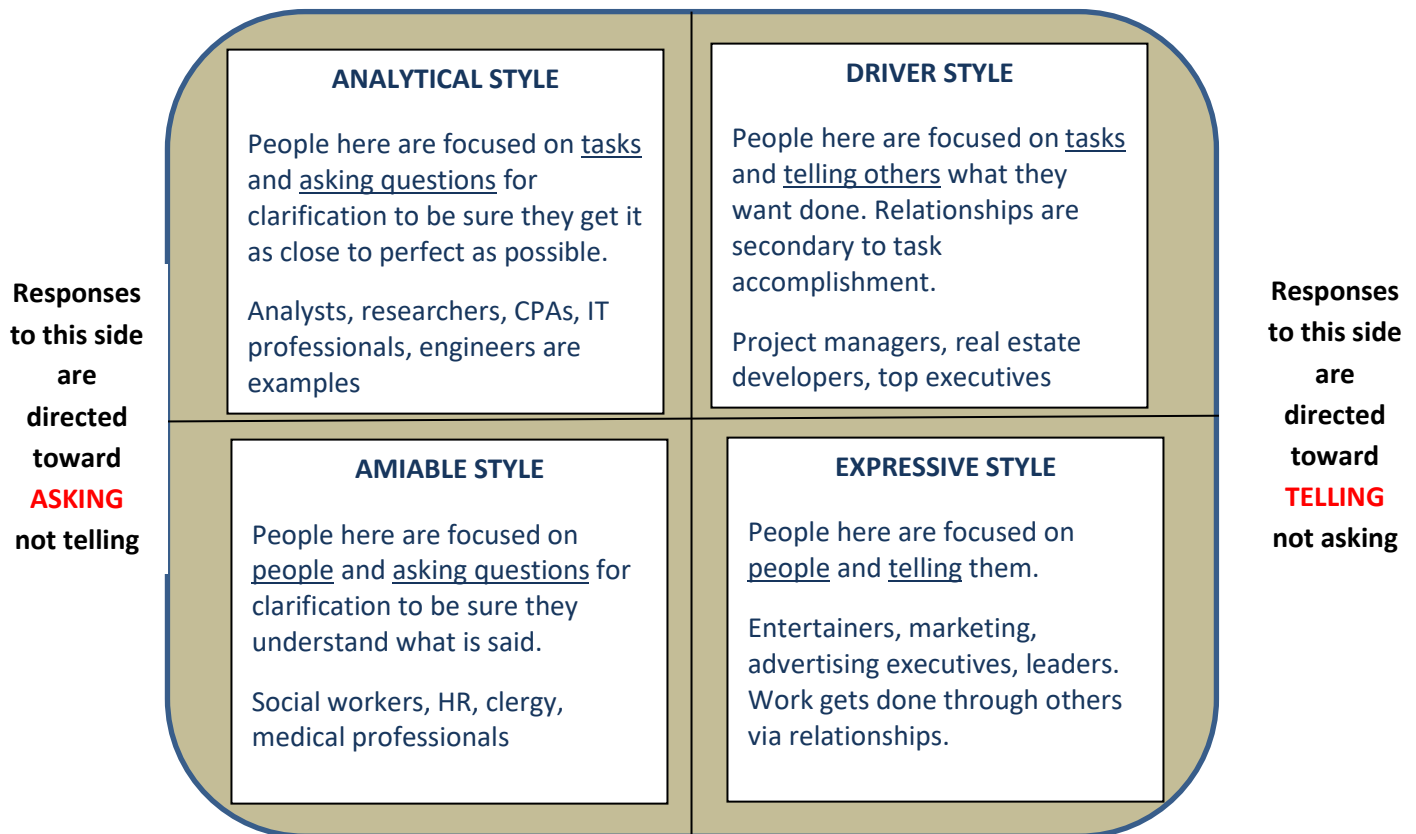 ANALYTICAL STYLE
People here are focused on tasks
and asking questions for
clarification to be sure they get it
as close to perfect as possible.
Analysts, researchers, CPAs, IT
professionals, engineers are
examples
DRIVER STYLE
People here are focused on tasks
and telling others what they
want done. Relationships are
secondary to task
accomplishment.
Project managers, real estate
developers, top executives
Responses
to this side
are
directed
toward
ASKING
not telling
Responses
to this side
are
directed
toward
TELLING
not asking
AMIABLE STYLE
People here are focused on
people and asking questions for
clarification to be sure they
understand what is said.
Social workers, HR, clergy,
medical professionals
EXPRESSIVE STYLE
People here are focused on
people and telling them.
Entertainers, marketing,
advertising executives, leaders.
Work gets done through others
via relationships.